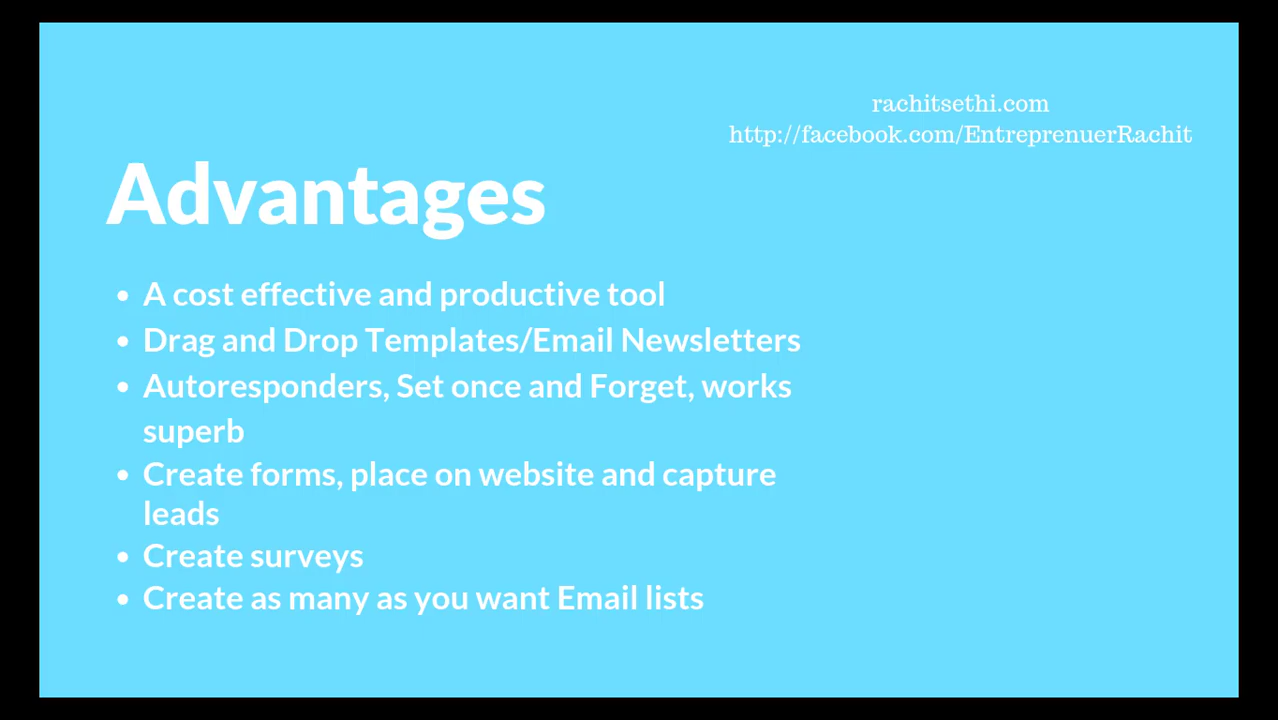 rachitsethi.com
http://facebook.com/EntreprenuerRachit
Advantages
• A cost effective and productive tool
• Drag and Drop Templates/Email Newsletters
• Autoresponders, Set once and Forget, works
superb
• Create forms, place on website and capture
leads
• Create surveys
• Create as many as you want Email lists